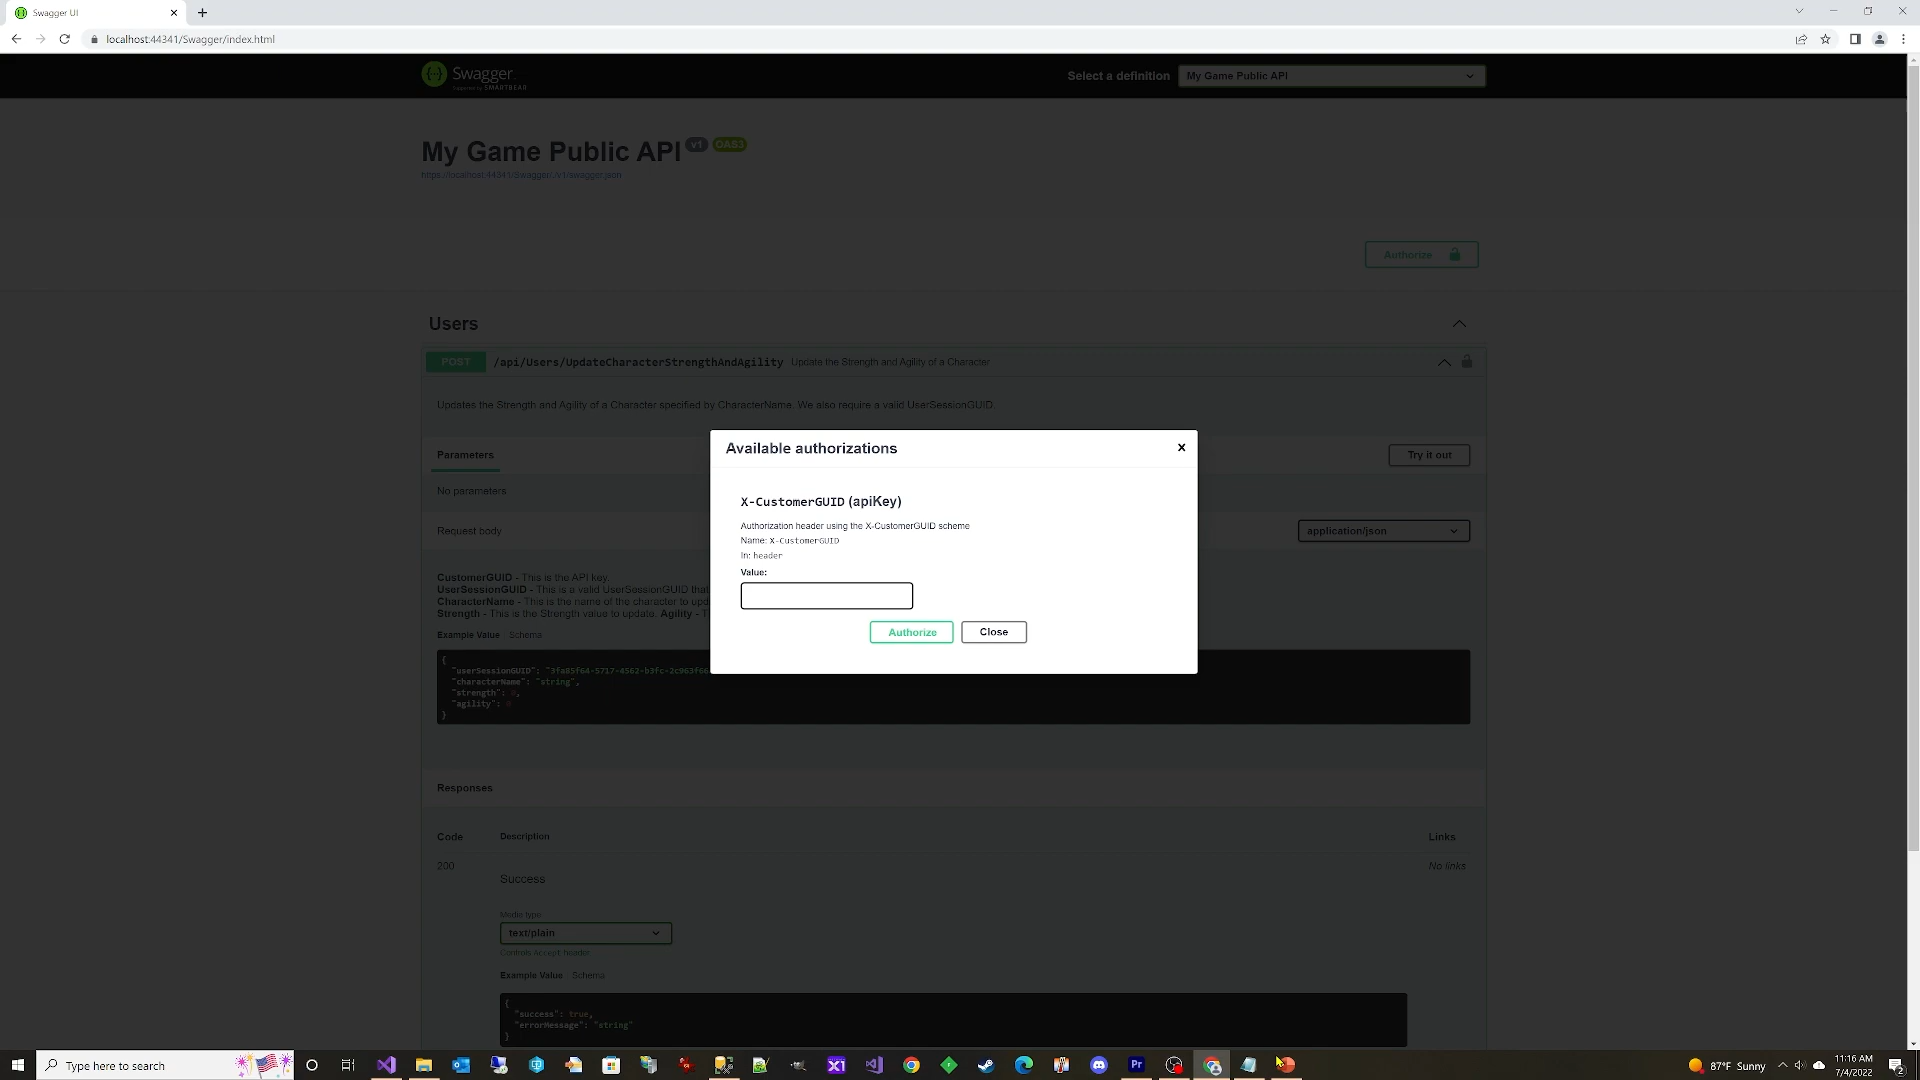 Swagger UI
localhost:44341/Swagger/index.html
Swagger
Supported by SMARTBEAR
Select a definition
My Game Public API
My Game Public API v1 OAS3
https://localhost:44341/Swagger/./v1/swagger.json
Authorize
Users
POST /api/Users/UpdateCharacterStrengthAndAgility Update the Strength and Agility of a Character
Updates the Strength and Agility of a Character specified by CharacterName. We also require a valid UserSessionGUID.
Parameters
Try it out
No parameters
Request body
application/json
CustomerGUID - This is the API key.
UserSessionGUID - This is a valid UserSessionGUID that
CharacterName - This is the name of the character to upd
Strength - This is the Strength value to update. Agility - T
Example Value Schema
{
"userSessionGUID": "3fa85f64-5717-4562-b3fc-2c963f66
"characterName": "string",
"strength": 0,
"agility": 0
}
Available authorizations
X-CustomerGUID (apiKey)
Authorization header using the X-CustomerGUID scheme
Name: X-CustomerGUID
In: header
Value:
Authorize
Close
Responses
Code Description Links
200 No links
Success
Media type
text/plain
Controls Accept header.
Example Value Schema
{
"success": true,
"errorMessage": "string"
}
Type here to search
X1
Pr
87°F Sunny
11:16 AM
7/4/2022
2